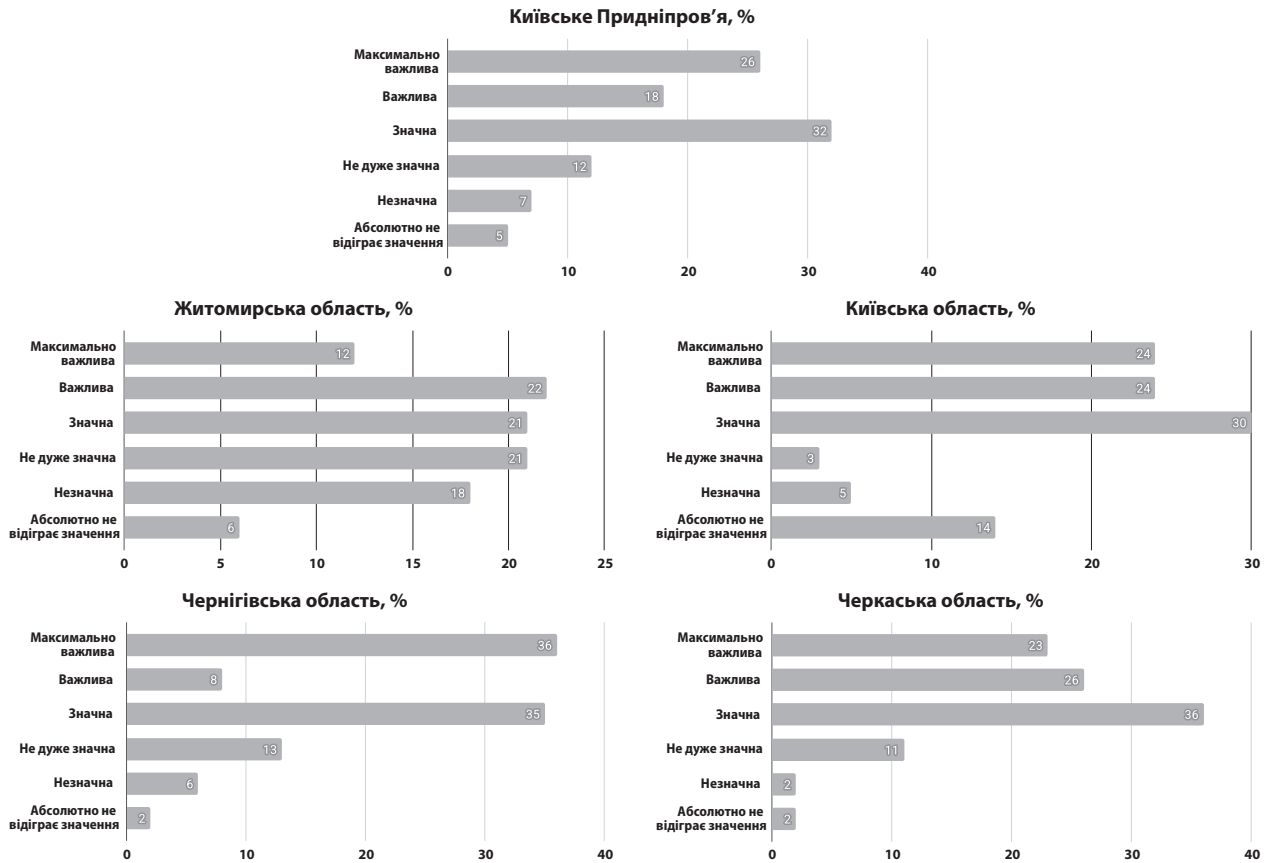 Київське Придніпров’я, %
Максимально
важлива
26
Важлива
18
Значна
32
Не дуже значна
12
Незначна
7
Абсолютно не
відіграє значення
5
0 10 20 30 40
Житомирська область, %
Максимально
важлива
12
Важлива
22
Значна
21
Не дуже значна
21
Незначна
18
Абсолютно не
відіграє значення
6
0 5 10 15 20 25
Київська область, %
Максимально
важлива
24
Важлива
24
Значна
30
Не дуже значна
3
Незначна
5
Абсолютно не
відіграє значення
14
0 10 20 30
Чернігівська область, %
Максимально
важлива
36
Важлива
8
Значна
35
Не дуже значна
13
Незначна
6
Абсолютно не
відіграє значення
2
0 10 20 30 40
Черкаська область, %
Максимально
важлива
23
Важлива
26
Значна
36
Не дуже значна
11
Незначна
2
Абсолютно не
відіграє значення
2
0 10 20 30 40